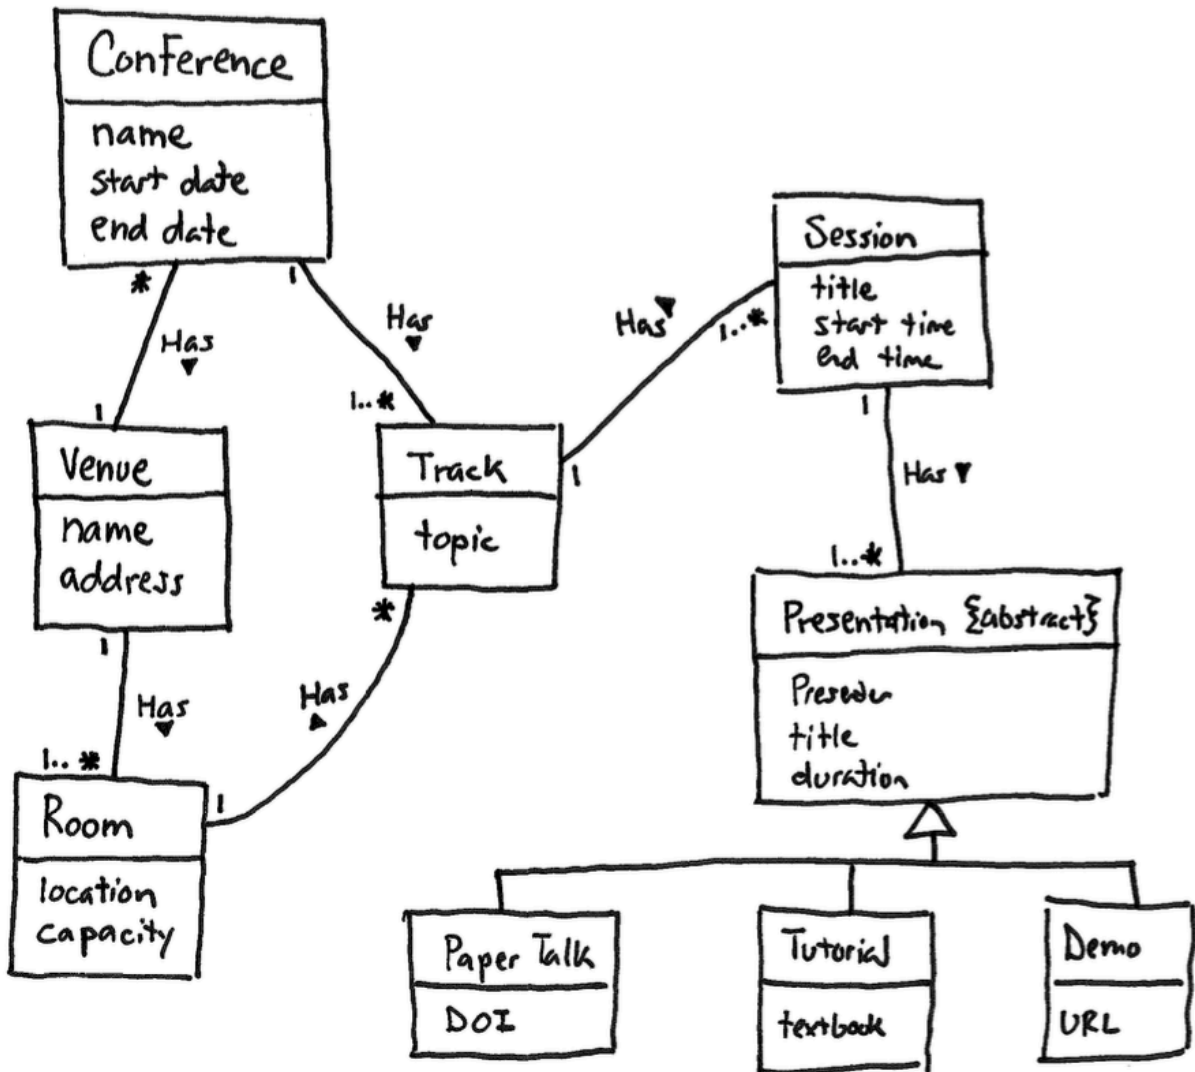 Conference
name
start date
end date
*
1
Has
▼
Has
▼
1
1..*
Venue
name
address
Track
topic
Has
▲
1..*
1
Session
title
start time
end time
1
Has ▼
1..*
Presentation {abstract}
title
duration
1
Has
▼
1..*
*
Has
▲
1
Room
location
capacity
Paper Talk
DOI
Tutorial
textbook
Demo
URL